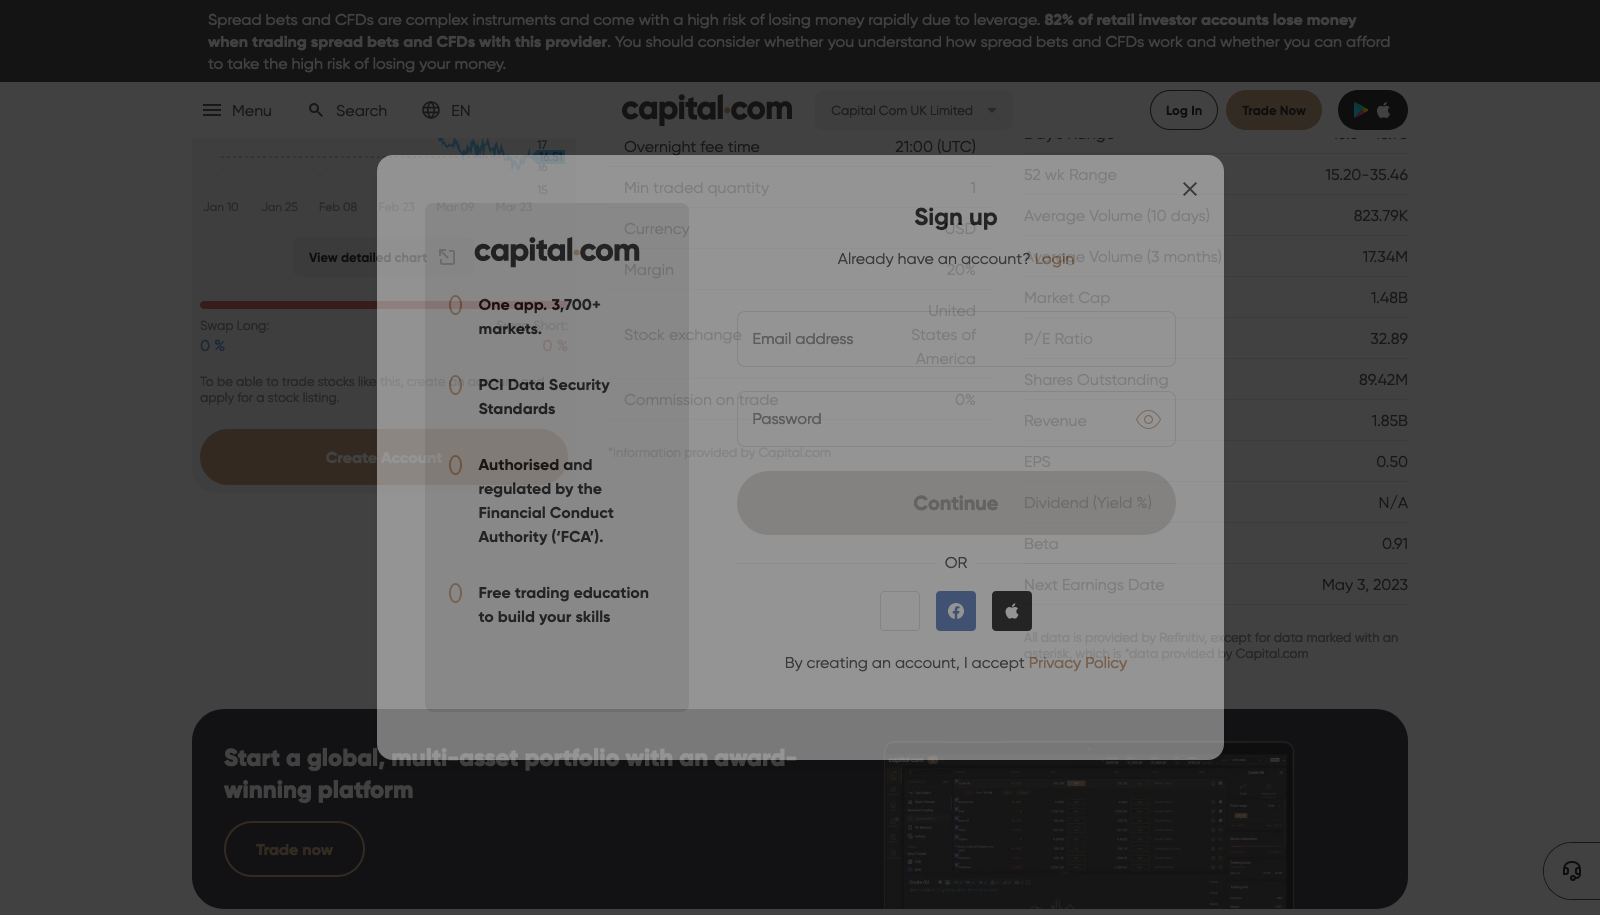 Spread bets and CFDs are complex instruments and come with a high risk of losing money rapidly due to leverage. 82% of retail investor accounts lose money
when trading spread bets and CFDs with this provider. You should consider whether you understand how spread bets and CFDs work and whether you can afford
to take the high risk of losing your money.
Menu
Search
EN
capital.com
Capital Com UK Limited
Log In
Trade Now
17
16.51
16
15
Jan 10
Jan 25
Feb 08
Feb 23
Mar 09
Mar 23
View detailed chart
Swap Long:
0 %
Short:
0 %
To be able to trade stocks like this, create an
apply for a stock listing.
Create Account
Overnight fee time
21:00 (UTC)
Min traded quantity
1
Currency
USD
Margin
20%
Stock exchange
United
States of
America
Commission on trade
0%
*Information provided by Capital.com
Days Range
52 wk Range
15.20-35.46
Average Volume (10 days)
823.79K
Average Volume (3 months)
17.34M
Market Cap
1.48B
P/E Ratio
32.89
Shares Outstanding
89.42M
Revenue
1.85B
EPS
0.50
Dividend (Yield %)
N/A
Beta
0.91
Next Earnings Date
May 3, 2023
All data is provided by Refinitiv, except for data marked with an
asterisk, which is *data provided by Capital.com
capital.com
One app. 3,700+
markets.
PCI Data Security
Standards
Authorised and
regulated by the
Financial Conduct
Authority (‘FCA’).
Free trading education
to build your skills
Sign up
Already have an account? Login
Email address
Password
Continue
OR
By creating an account, I accept Privacy Policy
Start a global, multi-asset portfolio with an award-
winning platform
Trade now